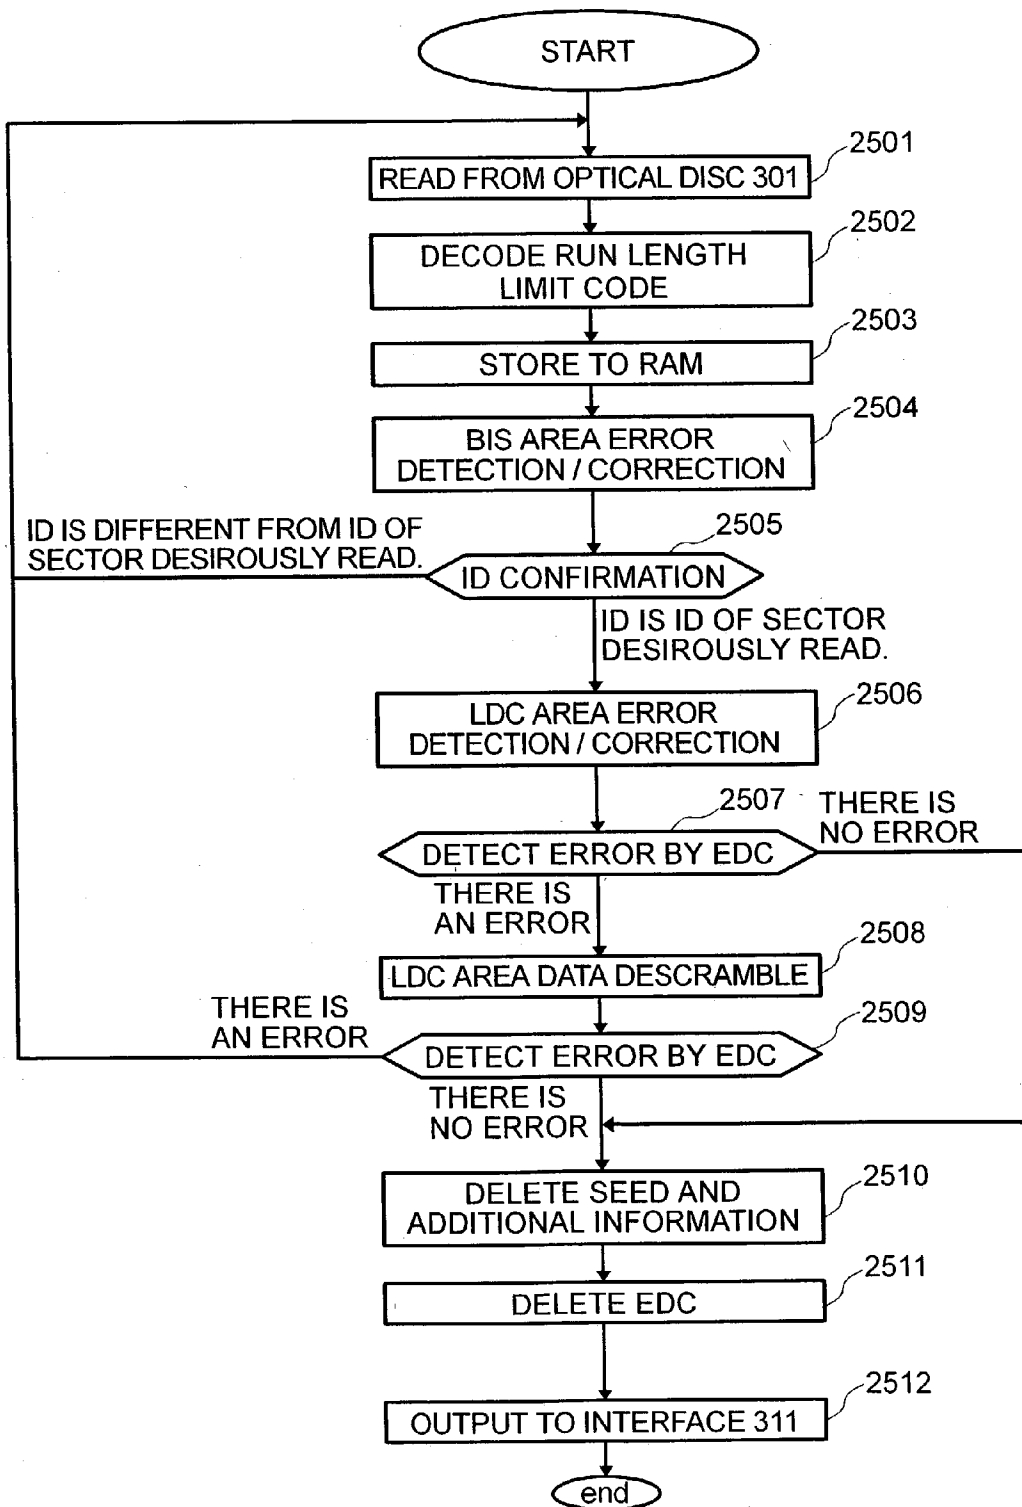 START
2501
READ FROM OPTICAL DISC 301
2502
DECODE RUN LENGTH
LIMIT CODE
2503
STORE TO RAM
2504
BIS AREA ERROR
DETECTION / CORRECTION
ID IS DIFFERENT FROM ID OF
SECTOR DESIROUSLY READ.
2505
ID CONFIRMATION
ID IS ID OF SECTOR
DESIROUSLY READ.
2506
LDC AREA ERROR
DETECTION / CORRECTION
2507
THERE IS
NO ERROR
DETECT ERROR BY EDC
THERE IS
AN ERROR
2508
LDC AREA DATA DESCRAMBLE
THERE IS
AN ERROR
2509
DETECT ERROR BY EDC
THERE IS
NO ERROR
2510
DELETE SEED AND
ADDITIONAL INFORMATION
2511
DELETE EDC
2512
OUTPUT TO INTERFACE 311
end